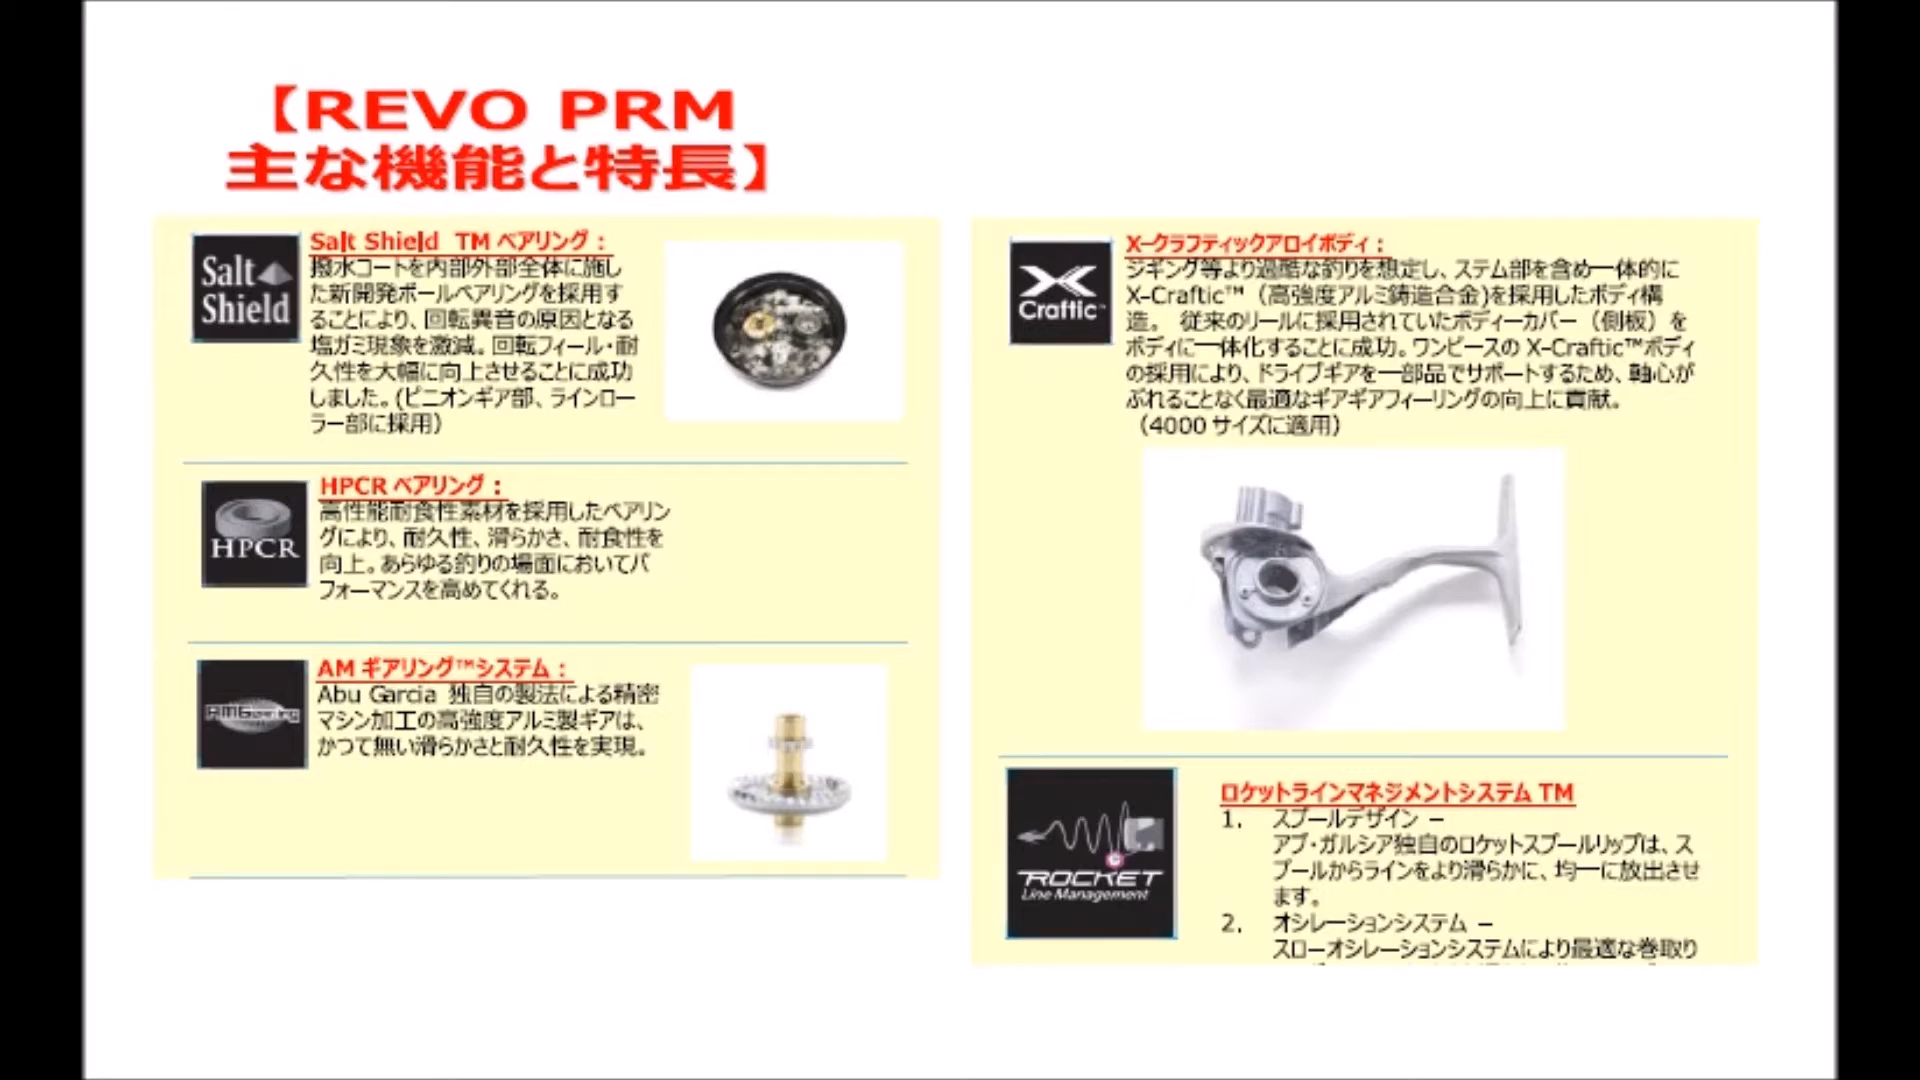 【REVO PRM
主な機能と特長】
Salt
Shield
Salt Shield TM ベアリング：
撥水コートを内部外部全体に施し
た新開発ボールベアリングを採用す
ることにより、回転異音の原因となる
塩ガミ現象を激減。回転フィール・耐
久性を大幅に向上させることに成功
しました。(ピニオンギア部、ラインロー
ラー部に採用）
HPCR
HPCR ベアリング：
高性能耐食性素材を採用したベアリン
グにより、耐久性、滑らかさ、耐食性を
向上。あらゆる釣りの場面においてパ
フォーマンスを高めてくれる。
AMGearing
AM ギアリング™システム：
Abu Garcia 独自の製法による精密
マシン加工の高強度アルミ製ギアは、
かつて無い滑らかさと耐久性を実現。
X
Craftic™
X-クラフティックアロイボディ：
ジギング等より過酷な釣りを想定し、ステム部を含め一体的に
X-Craftic™（高強度アルミ鋳造合金)を採用したボディ構
造。 従来のリールに採用されていたボディーカバー（側板）を
ボディに一体化することに成功。ワンピースの X-Craftic™ボディ
の採用により、ドライブギアを一部品でサポートするため、軸心が
ぶれることなく最適なギアギアフィーリングの向上に貢献。
（4000 サイズに適用）
ROCKET
Line Management
ロケットラインマネジメントシステム TM
1. スプールデザイン –
アブ・ガルシア独自のロケットスプールリップは、ス
プールからラインをより滑らかに、均一に放出させ
ます。
2. オシレーションシステム –
スローオシレーションシステムにより最適な巻取り